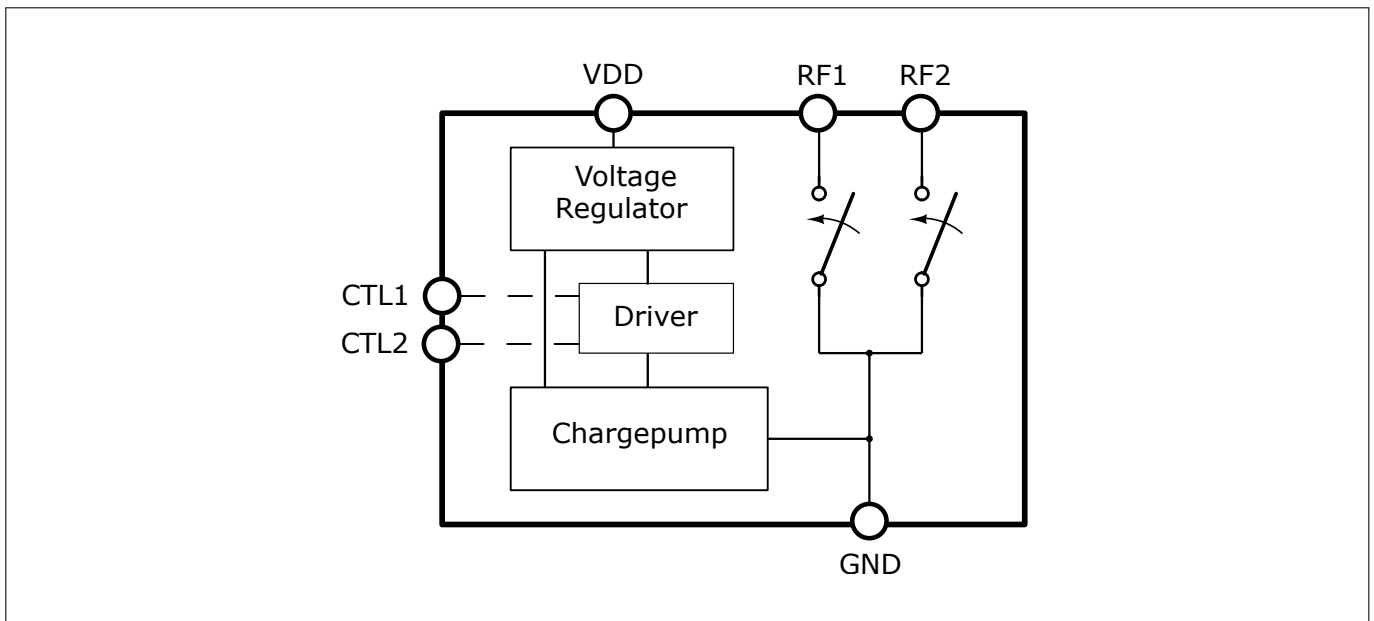 VDD
RF1
RF2
Voltage
Regulator
CTL1
CTL2
Driver
Chargepump
GND